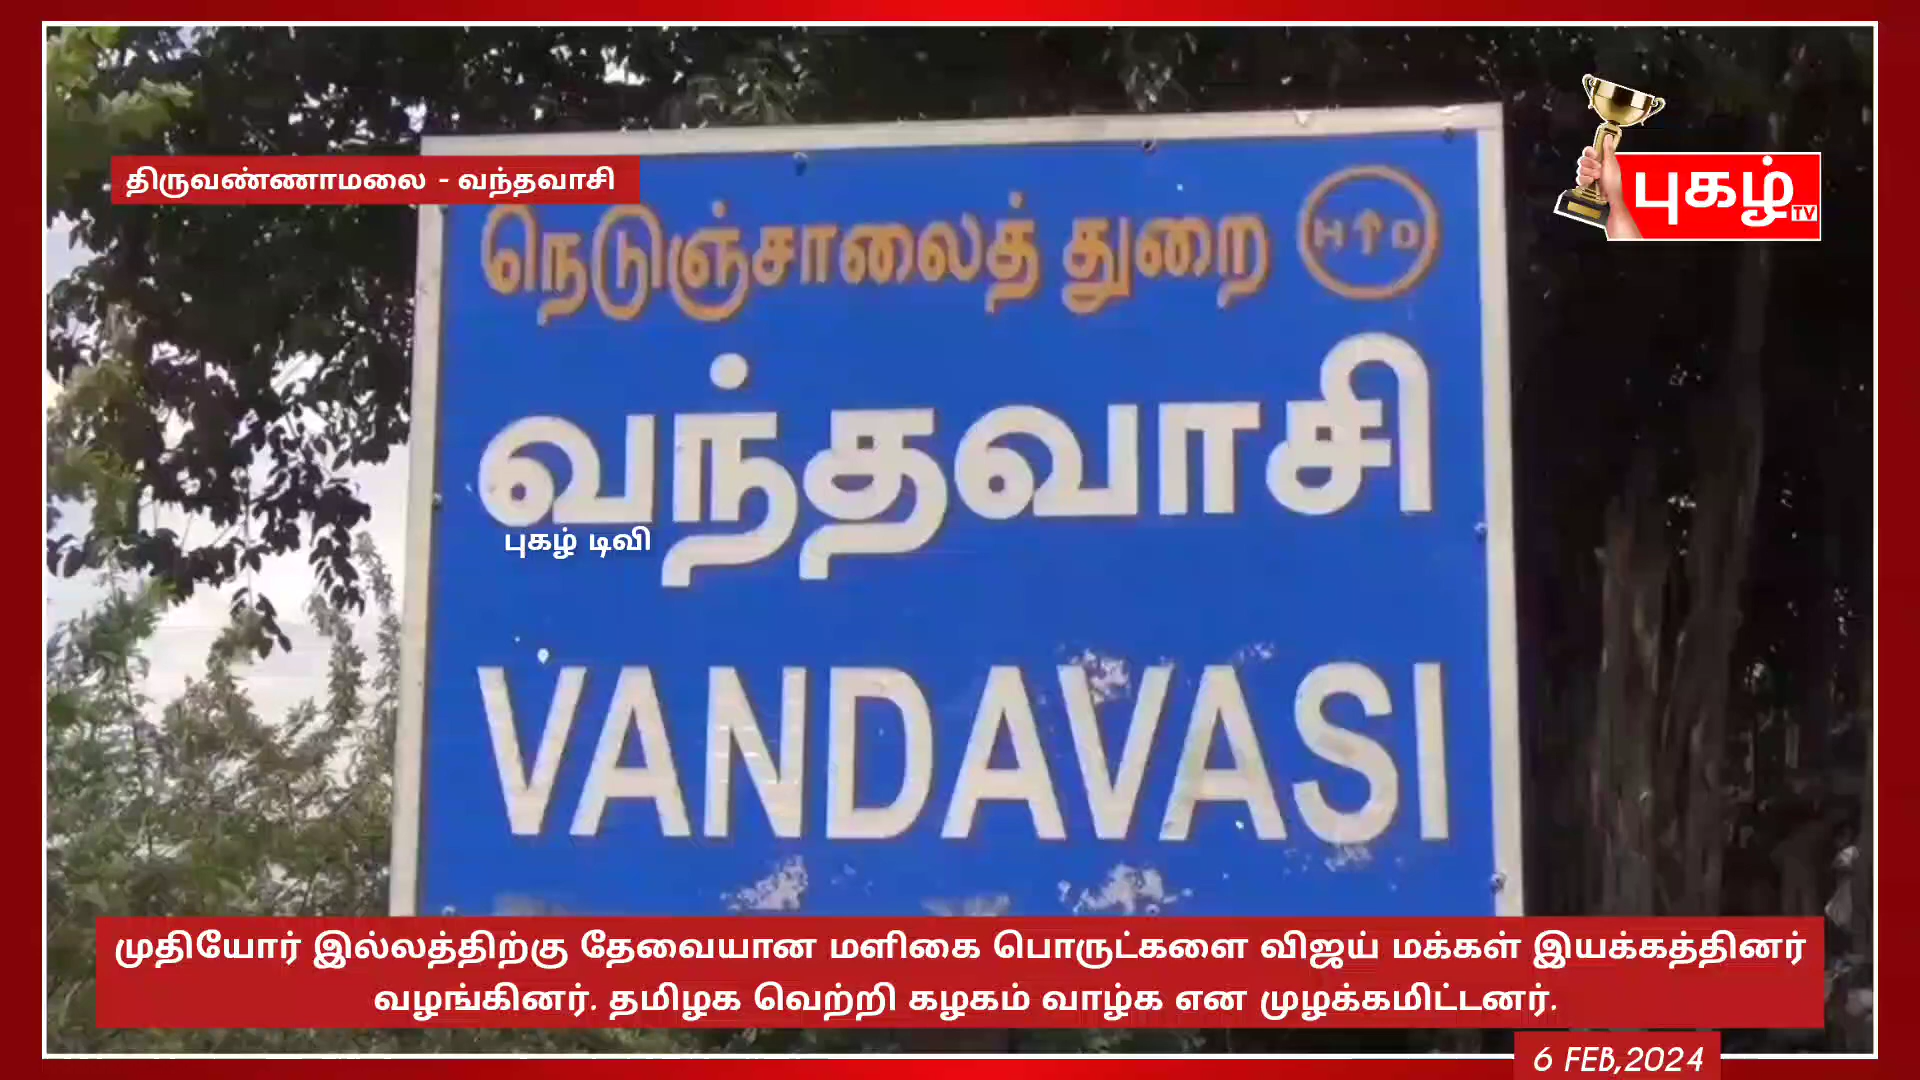 திருவண்ணாமலை - வந்தவாசி
புகழ்
TV
நெடுஞ்சாலைத் துறை H↑D
வந்தவாசி
புகழ் டிவி
VANDAVASI
முதியோர் இல்லத்திற்கு தேவையான மளிகை பொருட்களை விஜய் மக்கள் இயக்கத்தினர்
வழங்கினர். தமிழக வெற்றி கழகம் வாழ்க என முழக்கமிட்டனர்.
6 FEB,2024